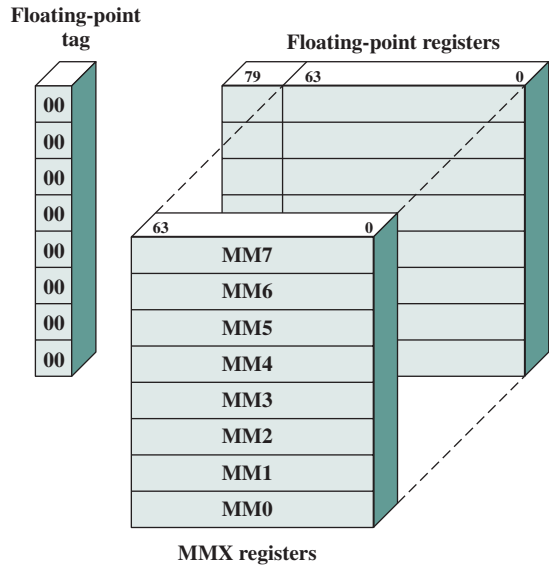 Floating-point
tag
Floating-point registers
79 63 0
00
00
00
00
00
00
00
00
63 0
MM7
MM6
MM5
MM4
MM3
MM2
MM1
MM0
MMX registers